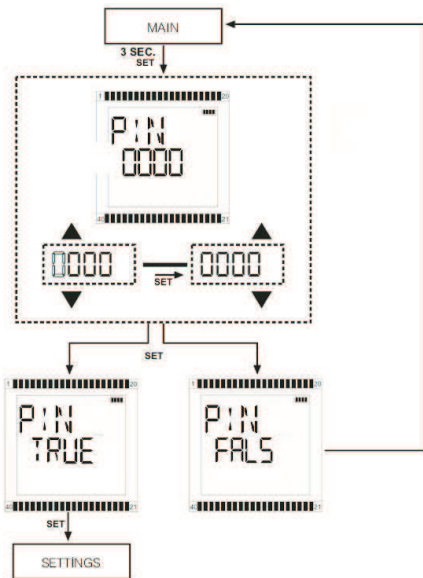 MAIN
3 SEC.
SET
1 20
PIN
0000
40 21
0000 SET 0000
SET
1 20
PIN
TRUE
40 21
1 20
PIN
FALS
40 21
SET
SETTINGS